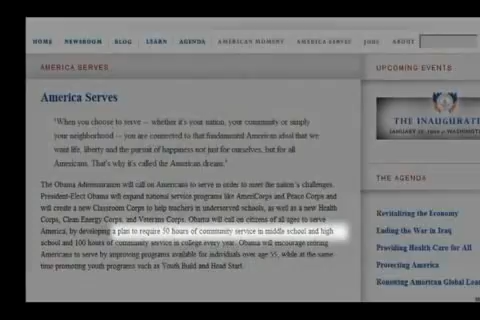 HOME NEWSROOM BLOG LEARN AGENDA AMERICAN MOMENT AMERICA SERVES JOBS ABOUT
AMERICA SERVES
America Serves
"When you choose to serve -- whether it's your nation, your community or simply
your neighborhood -- you are connected to that fundamental American ideal that we
want life, liberty and the pursuit of happiness not just for ourselves, but for all
Americans. That's why it's called the American dream."
The Obama Administration will call on Americans to serve in order to meet the nation's challenges.
President-Elect Obama will expand national service programs like AmeriCorps and Peace Corps and
will create a new Classroom Corps to help teachers in underserved schools, as well as a new Health
Corps, Clean Energy Corps, and Veterans Corps. Obama will call on citizens of all ages to serve
America, by developing a plan to require 50 hours of community service in middle school and high
school and 100 hours of community service in college every year. Obama will encourage retiring
Americans to serve by improving programs available for individuals over age 55, while at the same
time promoting youth programs such as Youth Build and Head Start.
UPCOMING EVENTS
THE INAUGURATI
THE AGENDA
Revitalizing the Economy
Ending the War in Iraq
Providing Health Care for All
Protecting America
Renewing American Global Lea